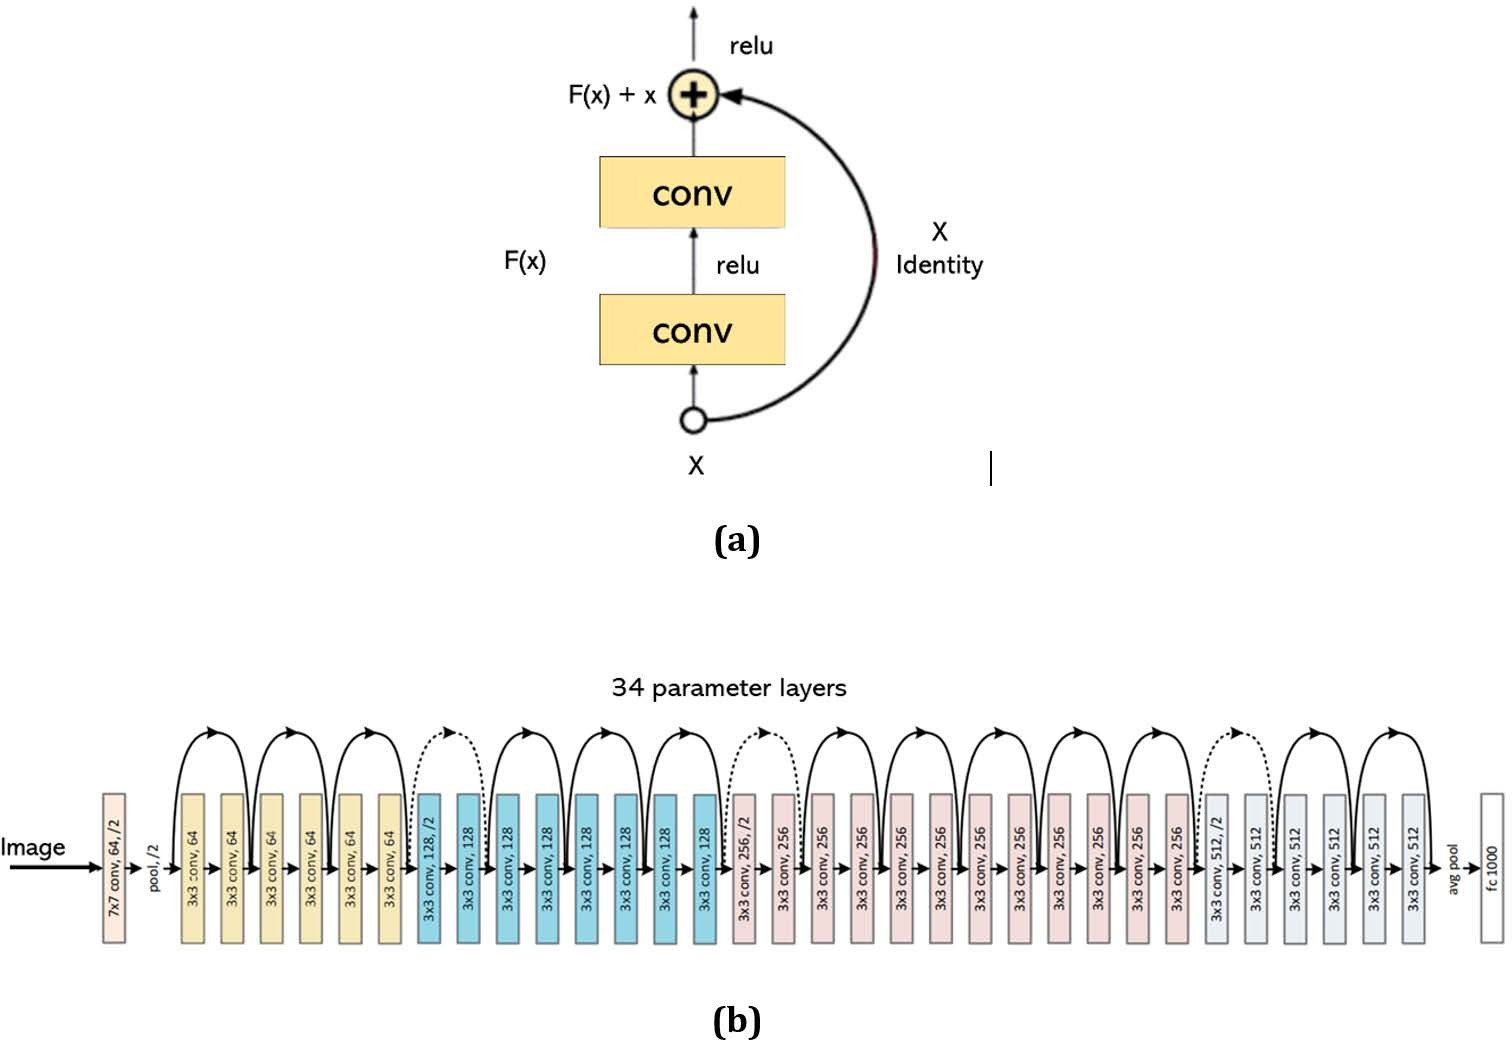 relu
F(x) + x
conv
X
F(x)
relu
Identity
conv
X
(a)
34 parameter layers
Image
7x7 conv, 64, /2
pool, /2
3x3 conv, 64
3x3 conv, 64
3x3 conv, 64
3x3 conv, 64
3x3 conv, 64
3x3 conv, 64
3x3 conv, 128, /2
3x3 conv, 128
3x3 conv, 128
3x3 conv, 128
3x3 conv, 128
3x3 conv, 128
3x3 conv, 128
3x3 conv, 128
3x3 conv, 256, /2
3x3 conv, 256
3x3 conv, 256
3x3 conv, 256
3x3 conv, 256
3x3 conv, 256
3x3 conv, 256
3x3 conv, 256
3x3 conv, 256
3x3 conv, 256
3x3 conv, 256
3x3 conv, 256
3x3 conv, 512, /2
3x3 conv, 512
3x3 conv, 512
3x3 conv, 512
3x3 conv, 512
3x3 conv, 512
avg pool
fc 1000
(b)